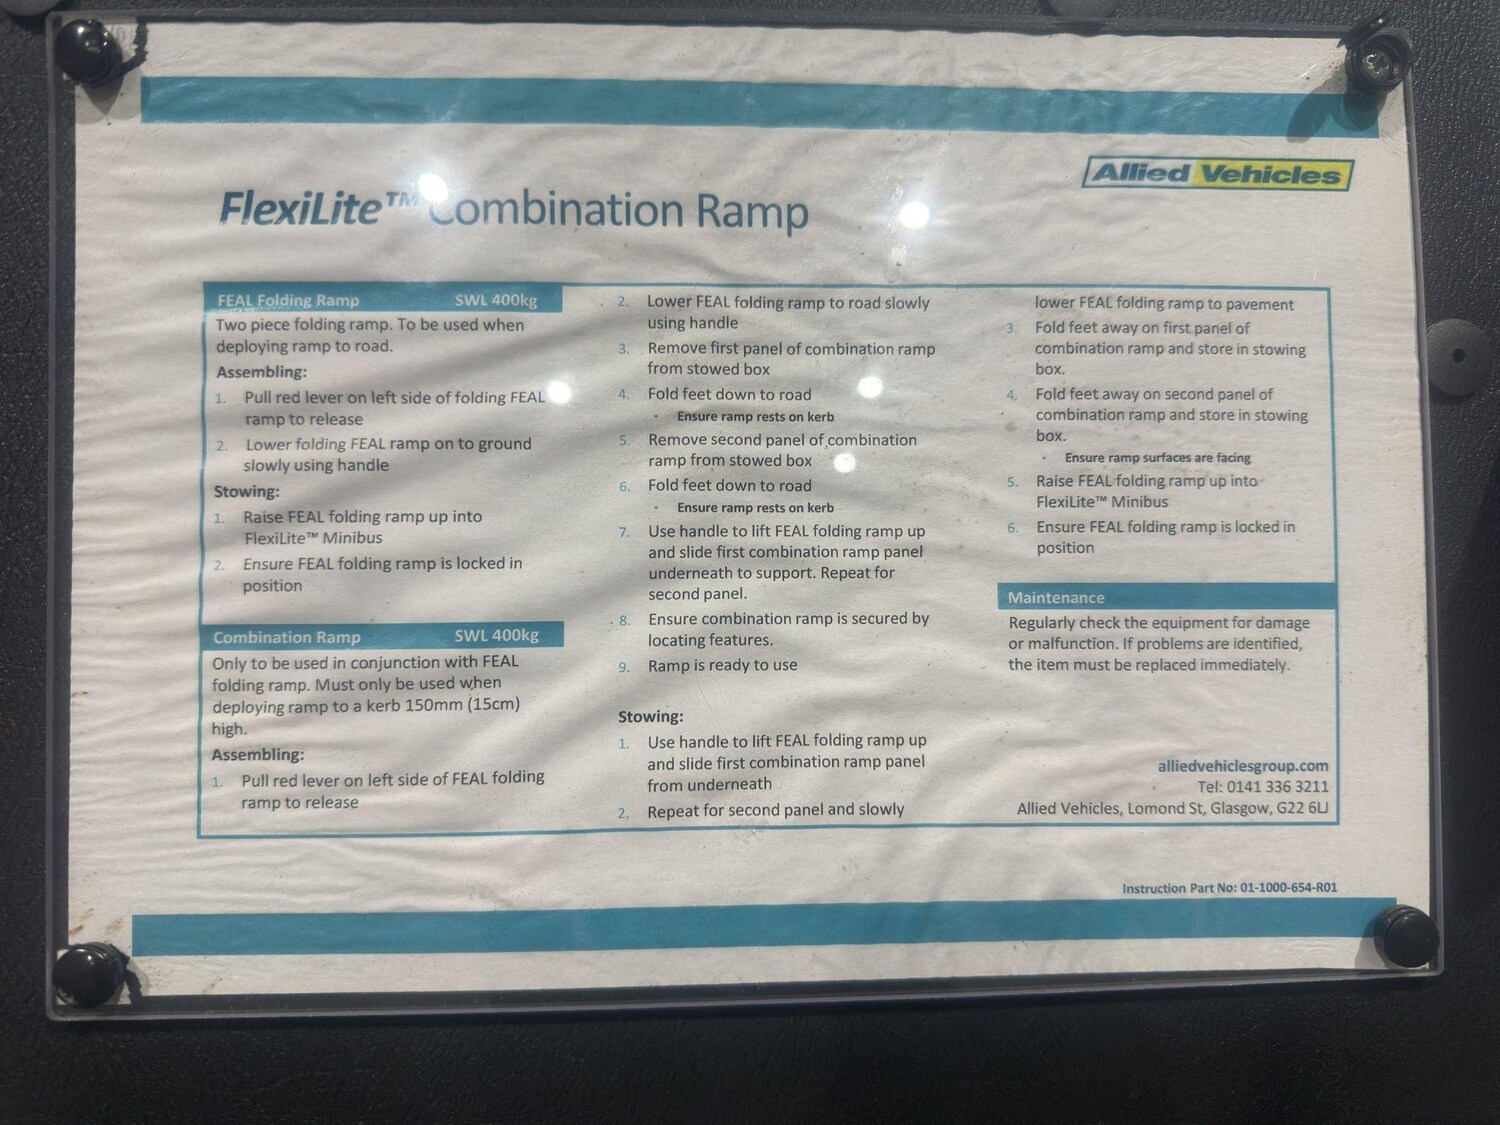 Allied Vehicles
FlexiLite™ Combination Ramp
FEAL Folding Ramp SWL 400kg
Two piece folding ramp. To be used when
deploying ramp to road.
Assembling:
1. Pull red lever on left side of folding FEAL
ramp to release
2. Lower folding FEAL ramp on to ground
slowly using handle
Stowing:
1. Raise FEAL folding ramp up into
FlexiLite™ Minibus
2. Ensure FEAL folding ramp is locked in
position
Combination Ramp SWL 400kg
Only to be used in conjunction with FEAL
folding ramp. Must only be used when
deploying ramp to a kerb 150mm (15cm)
high.
Assembling:
1. Pull red lever on left side of FEAL folding
ramp to release
2. Lower FEAL folding ramp to road slowly
using handle
3. Remove first panel of combination ramp
from stowed box
4. Fold feet down to road
• Ensure ramp rests on kerb
5. Remove second panel of combination
ramp from stowed box
6. Fold feet down to road
• Ensure ramp rests on kerb
7. Use handle to lift FEAL folding ramp up
and slide first combination ramp panel
underneath to support. Repeat for
second panel.
8. Ensure combination ramp is secured by
locating features.
9. Ramp is ready to use
Stowing:
1. Use handle to lift FEAL folding ramp up
and slide first combination ramp panel
from underneath
2. Repeat for second panel and slowly
lower FEAL folding ramp to pavement
3. Fold feet away on first panel of
combination ramp and store in stowing
box.
4. Fold feet away on second panel of
combination ramp and store in stowing
box.
• Ensure ramp surfaces are facing
5. Raise FEAL folding ramp up into
FlexiLite™ Minibus
6. Ensure FEAL folding ramp is locked in
position
Maintenance
Regularly check the equipment for damage
or malfunction. If problems are identified,
the item must be replaced immediately.
alliedvehiclesgroup.com
Tel: 0141 336 3211
Allied Vehicles, Lomond St, Glasgow, G22 6LJ
Instruction Part No: 01-1000-654-R01